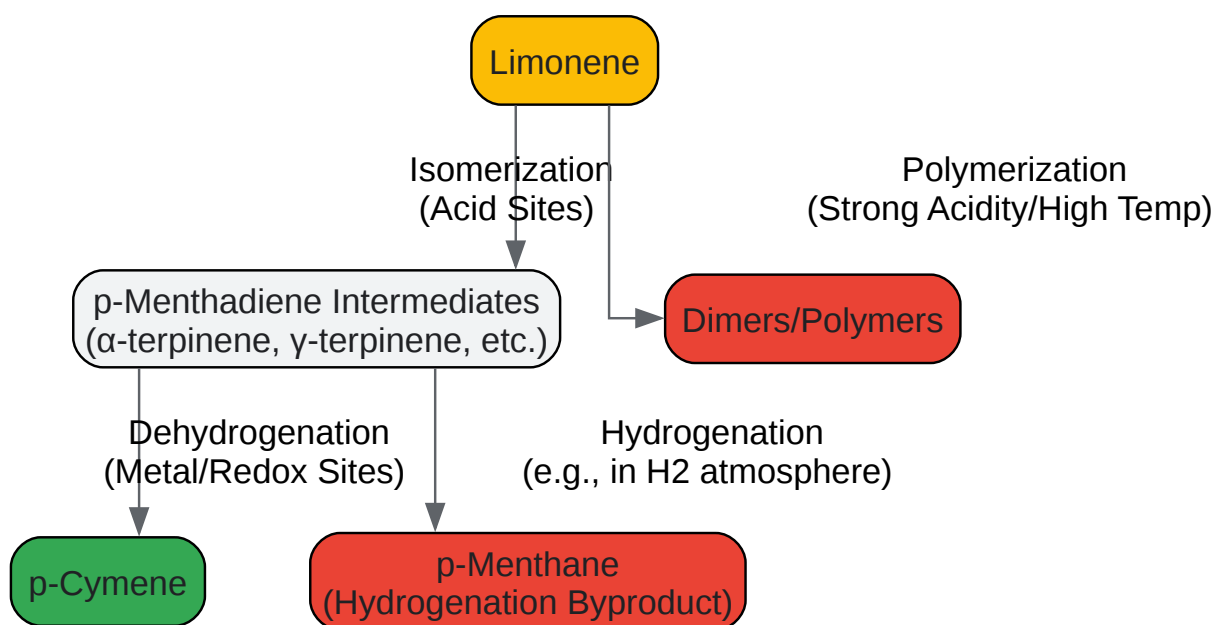 Limonene
Isomerization
(Acid Sites)
Polymerization
(Strong Acidity/High Temp)
p-Menthadiene Intermediates
(α-terpinene, γ-terpinene, etc.)
Dimers/Polymers
Dehydrogenation
(Metal/Redox Sites)
Hydrogenation
(e.g., in H2 atmosphere)
p-Cymene
p-Menthane
(Hydrogenation Byproduct)